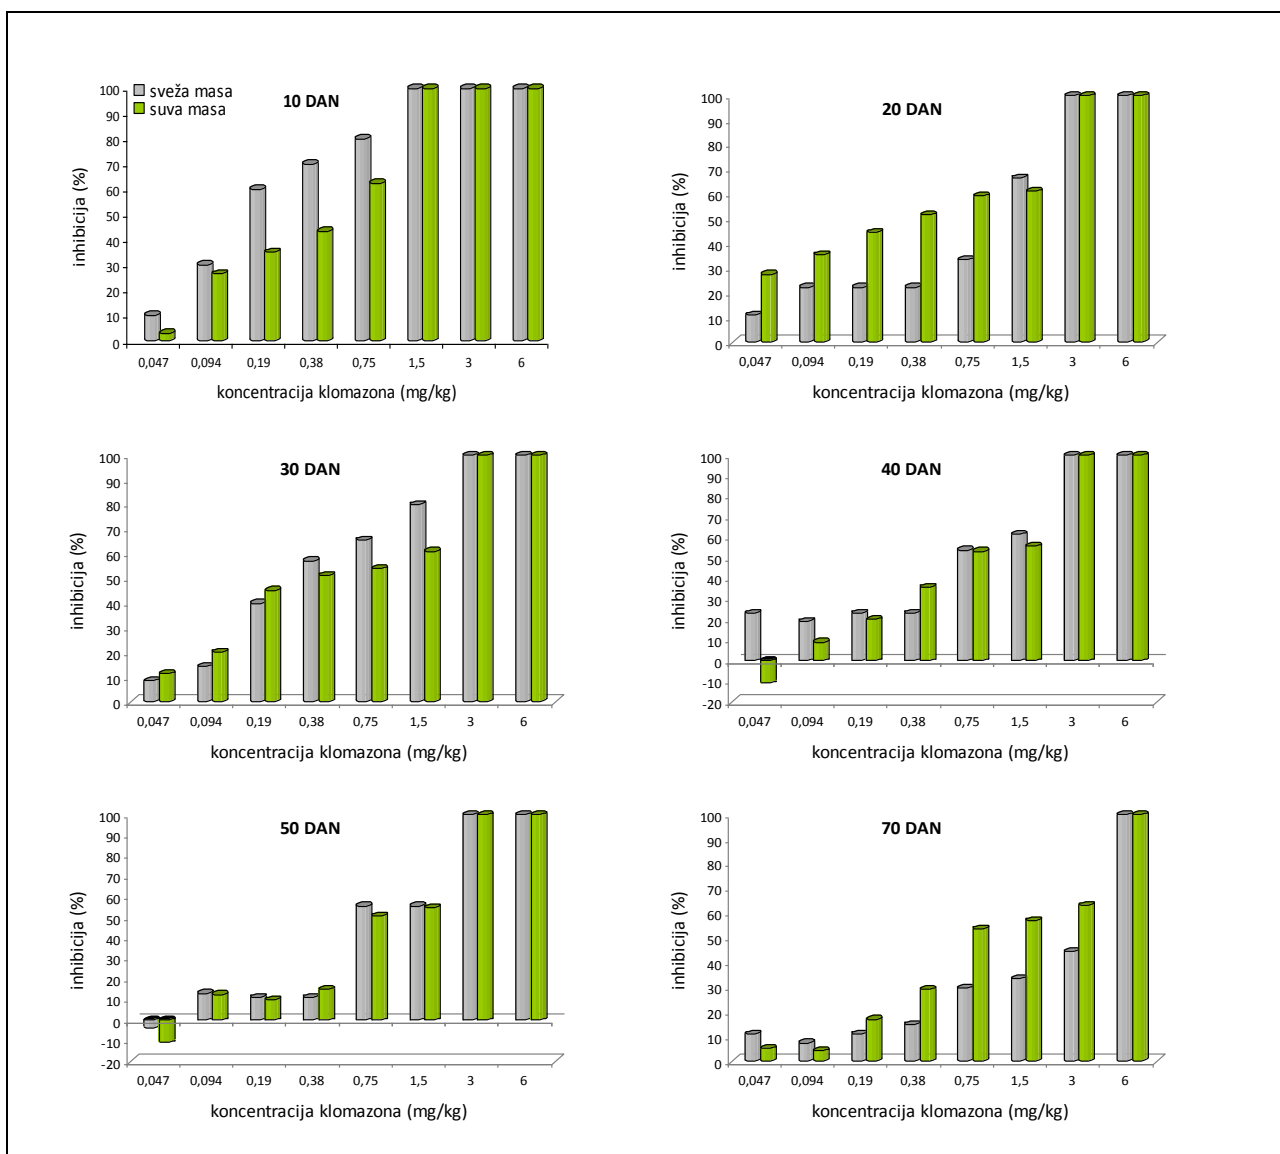 sveža masa
suva masa
10 DAN
inhibicija (%)
100
90
80
70
60
50
40
30
20
10
0
0,047 0,094 0,19 0,38 0,75 1,5 3 6
koncentracija klomazona (mg/kg)
20 DAN
inhibicija (%)
100
90
80
70
60
50
40
30
20
10
0
0,047 0,094 0,19 0,38 0,75 1,5 3 6
koncentracija klomazona (mg/kg)
30 DAN
inhibicija (%)
100
90
80
70
60
50
40
30
20
10
0
0,047 0,094 0,19 0,38 0,75 1,5 3 6
koncentracija klomazona (mg/kg)
40 DAN
inhibicija (%)
100
90
80
70
60
50
40
30
20
10
0
-10
-20
0,047 0,094 0,19 0,38 0,75 1,5 3 6
koncentracija klomazona (mg/kg)
50 DAN
inhibicija (%)
100
90
80
70
60
50
40
30
20
10
0
-10
-20
0,047 0,094 0,19 0,38 0,75 1,5 3 6
koncentracija klomazona (mg/kg)
70 DAN
inhibicija (%)
100
90
80
70
60
50
40
30
20
10
0
0,047 0,094 0,19 0,38 0,75 1,5 3 6
koncentracija klomazona (mg/kg)